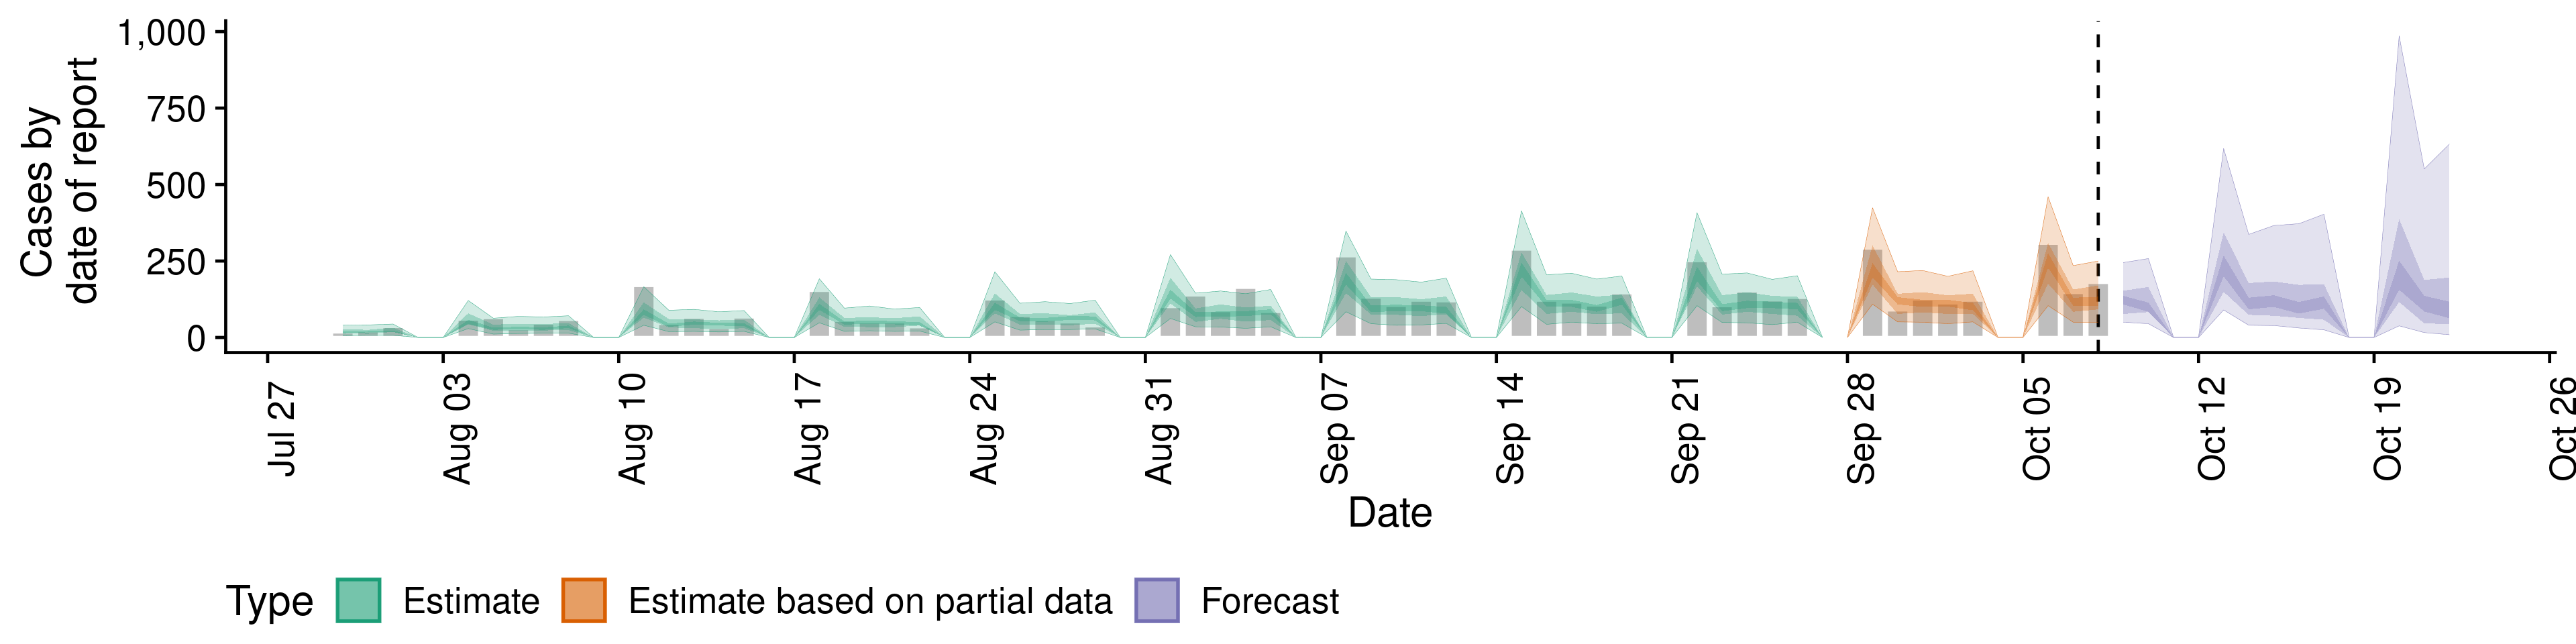 Cases by
date of report
1,000
750
500
250
0
Jul 27
Aug 03
Aug 10
Aug 17
Aug 24
Aug 31
Sep 07
Sep 14
Sep 21
Sep 28
Oct 05
Oct 12
Oct 19
Oct 26
Date
Type
Estimate
Estimate based on partial data
Forecast